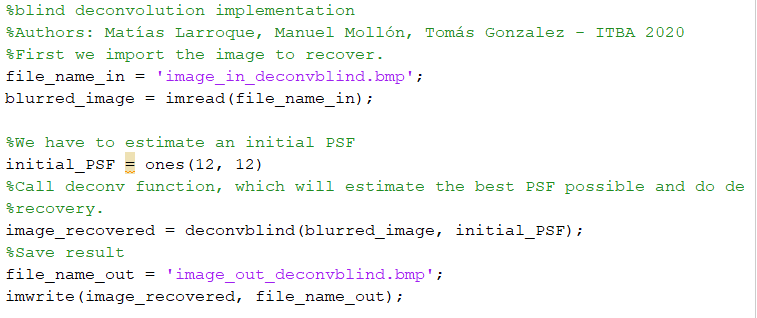 %blind deconvolution implementation
%Authors: Matías Larroque, Manuel Mollón, Tomás Gonzalez - ITBA 2020
%First we import the image to recover.
file_name_in = 'image_in_deconvblind.bmp';
blurred_image = imread(file_name_in);
%We have to estimate an initial PSF
initial_PSF = ones(12, 12)
%Call deconv function, which will estimate the best PSF possible and do de
%recovery.
image_recovered = deconvblind(blurred_image, initial_PSF);
%Save result
file_name_out = 'image_out_deconvblind.bmp';
imwrite(image_recovered, file_name_out);